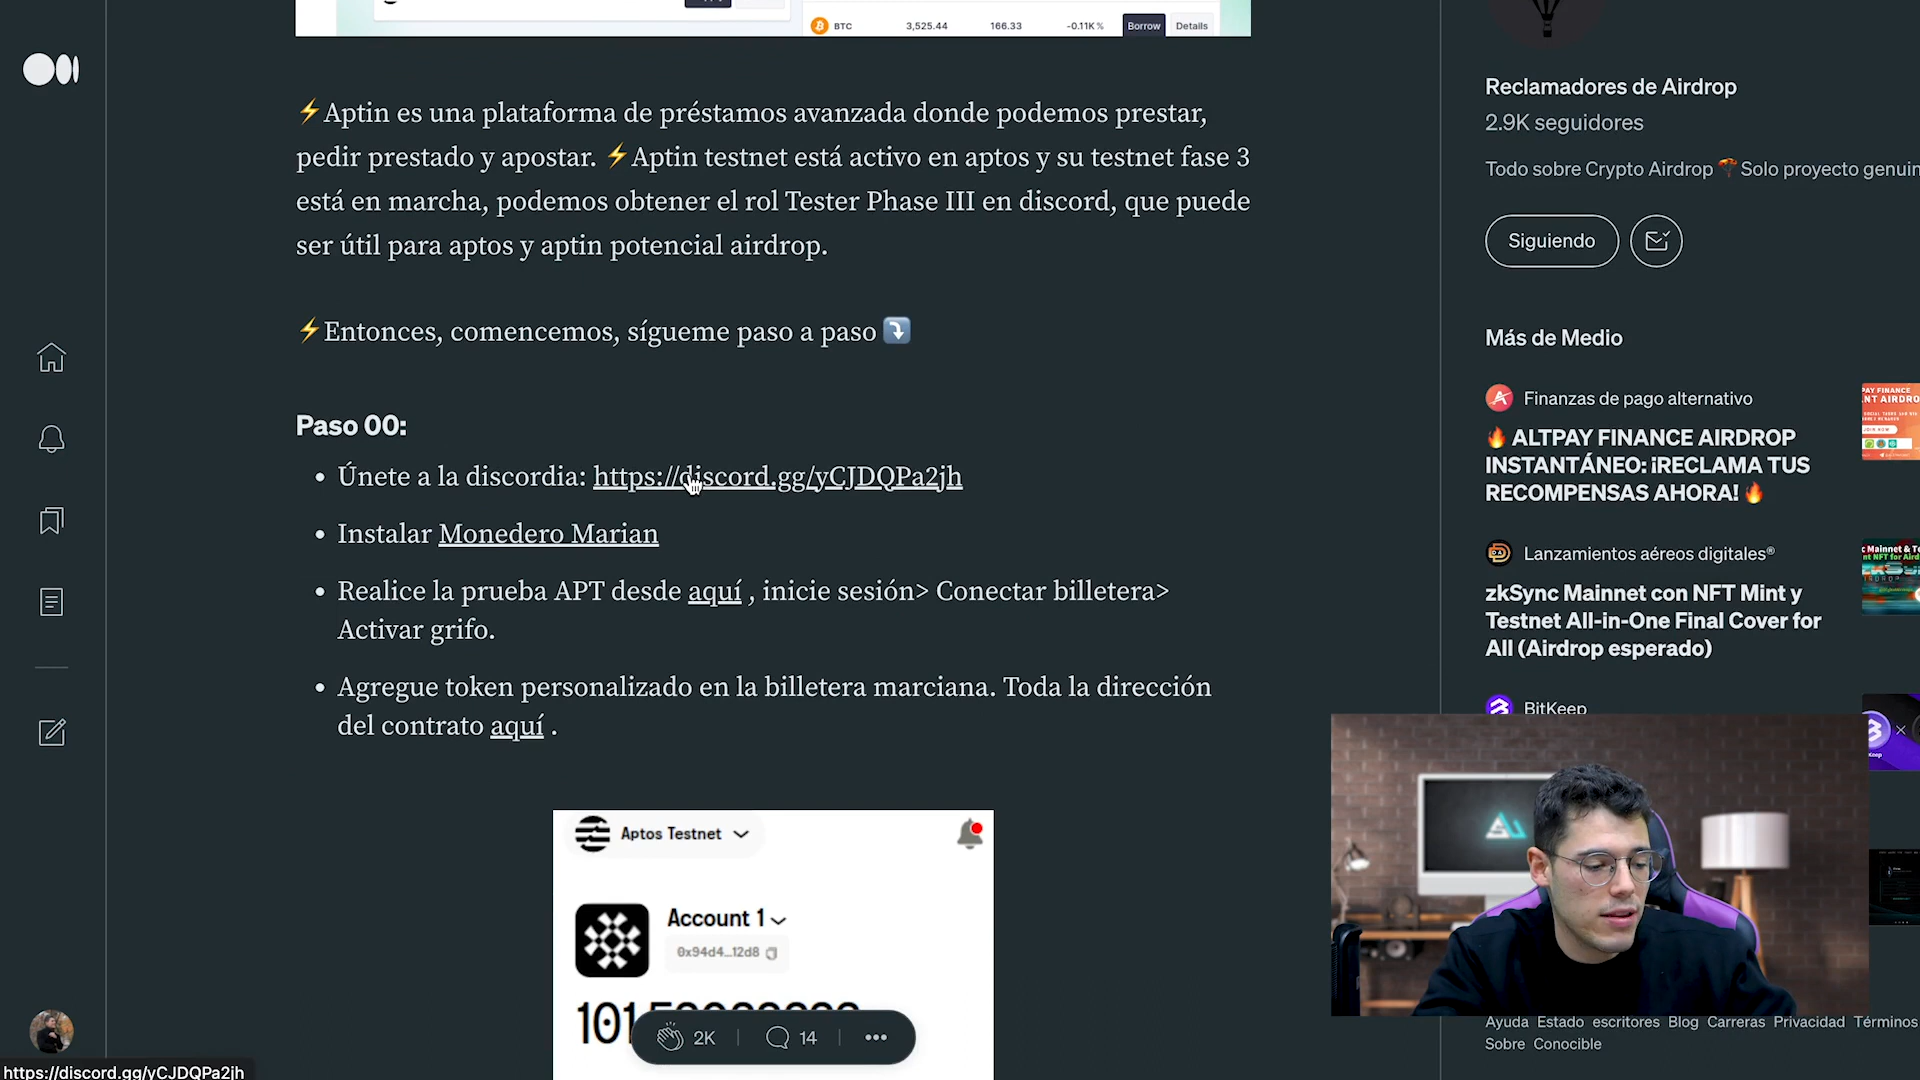 BTC 3,525.44 166.33 -0.11K % Borrow Details
⚡Aptin es una plataforma de préstamos avanzada donde podemos prestar,
pedir prestado y apostar. ⚡Aptin testnet está activo en aptos y su testnet fase 3
está en marcha, podemos obtener el rol Tester Phase III en discord, que puede
ser útil para aptos y aptin potencial airdrop.
⚡Entonces, comencemos, sígueme paso a paso ⤵️
Paso 00:
• Únete a la discordia: https://discord.gg/yCJDQPa2jh
• Instalar Monedero Marian
• Realice la prueba APT desde aquí , inicie sesión> Conectar billetera>
Activar grifo.
• Agregue token personalizado en la billetera marciana. Toda la dirección
del contrato aquí .
Aptos Testnet
Account 1
0x94d4...12d8
2K 14
https://discord.gg/yCJDQPa2jh
Reclamadores de Airdrop
2.9K seguidores
Todo sobre Crypto Airdrop 🪂Solo proyecto genuin
Siguiendo
Más de Medio
Finanzas de pago alternativo
🔥 ALTPAY FINANCE AIRDROP
INSTANTÁNEO: ¡RECLAMA TUS
RECOMPENSAS AHORA! 🔥
PAY FINANCE
NT AIRDRO
JOIN NOW
Lanzamientos aéreos digitales®
zkSync Mainnet con NFT Mint y
Testnet All-in-One Final Cover for
All (Airdrop esperado)
BitKeep
Ayuda Estado escritores Blog Carreras Privacidad Términos
Sobre Conocible